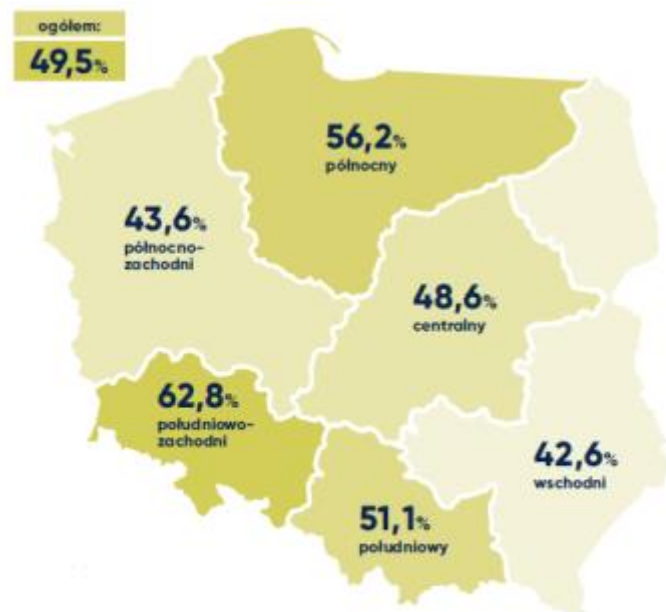 ogółem:
49,5%
56,2%
północny
43,6%
północno-
zachodni
48,6%
centralny
62,8%
południowo-
zachodni
42,6%
wschodni
51,1%
południowy